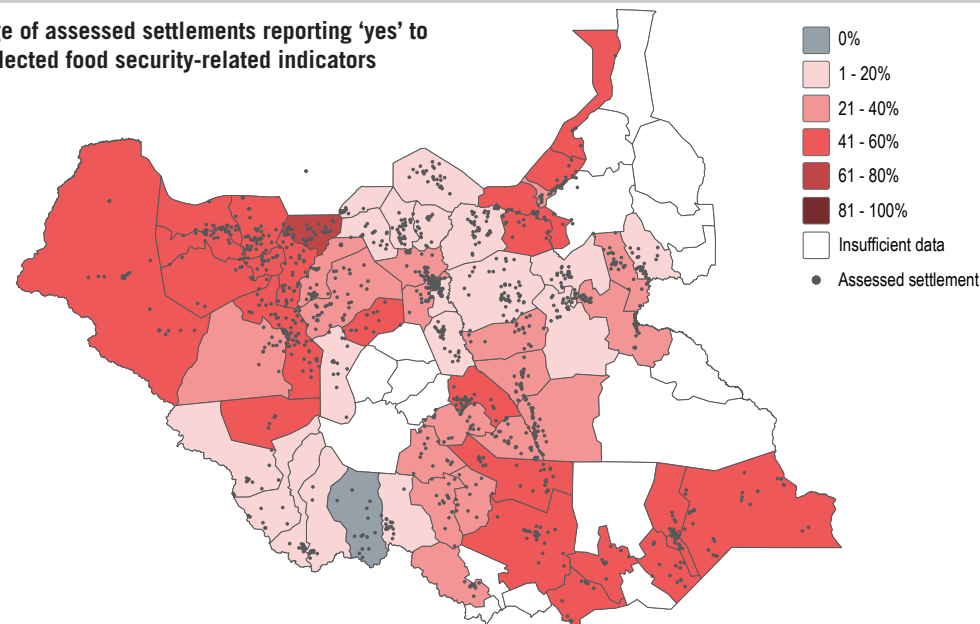 of assessed settlements reporting ‘yes’ to
food security-related indicators
0%
1 - 20%
21 - 40%
41 - 60%
61 - 80%
81 - 100%
Insufficient data
Assessed settlement